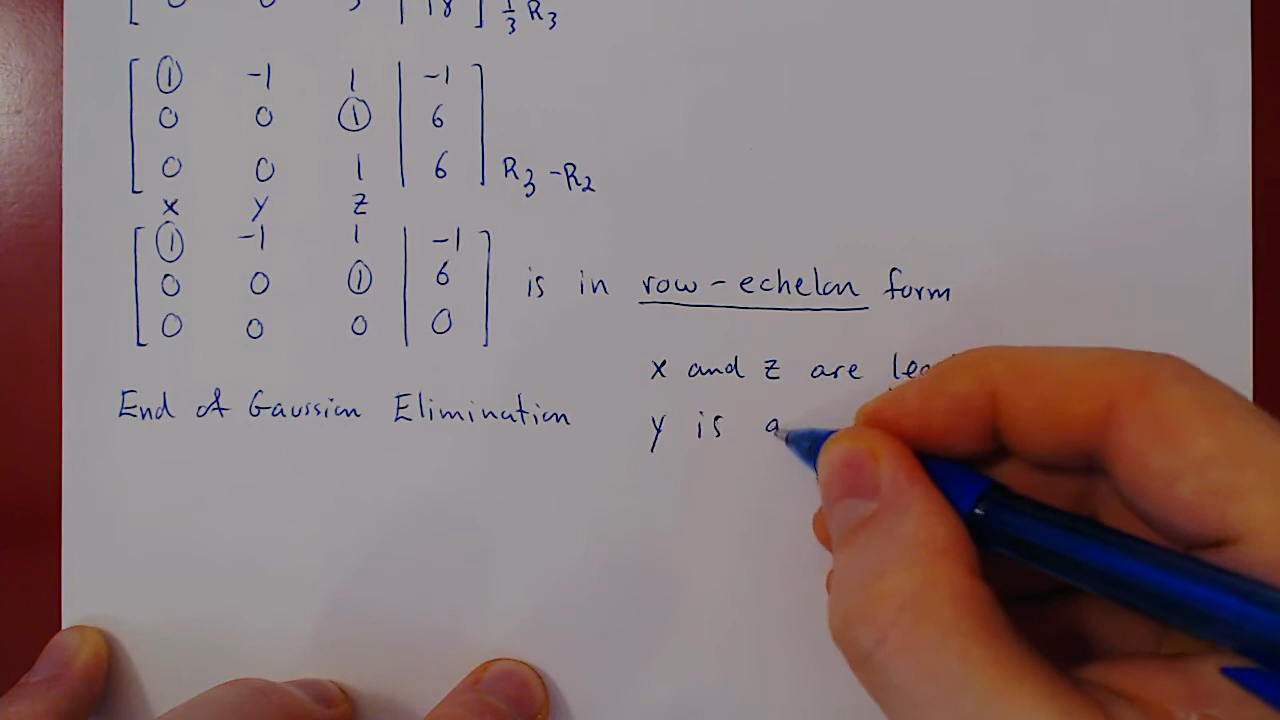 18 ] 1/3 R3
[ 1 -1 1 | -1 ]
[ 0 0 1 | 6 ]
[ 0 0 1 | 6 ] R3 - R2
x y z
[ 1 -1 1 | -1 ]
[ 0 0 1 | 6 ] is in row-echelon form
[ 0 0 0 | 0 ]
x and z are
End of Gaussian Elimination
y is a